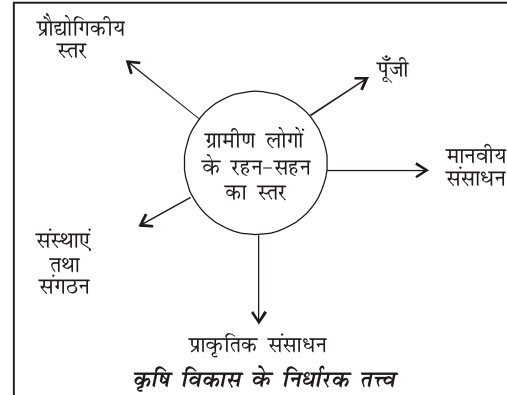 प्रौद्योगिकीय
स्तर
पूँजी
ग्रामीण लोगों
के रहन-सहन
का स्तर
मानवीय
संसाधन
संस्थाएं
तथा
संगठन
प्राकृतिक संसाधन
कृषि विकास के निर्धारक तत्त्व